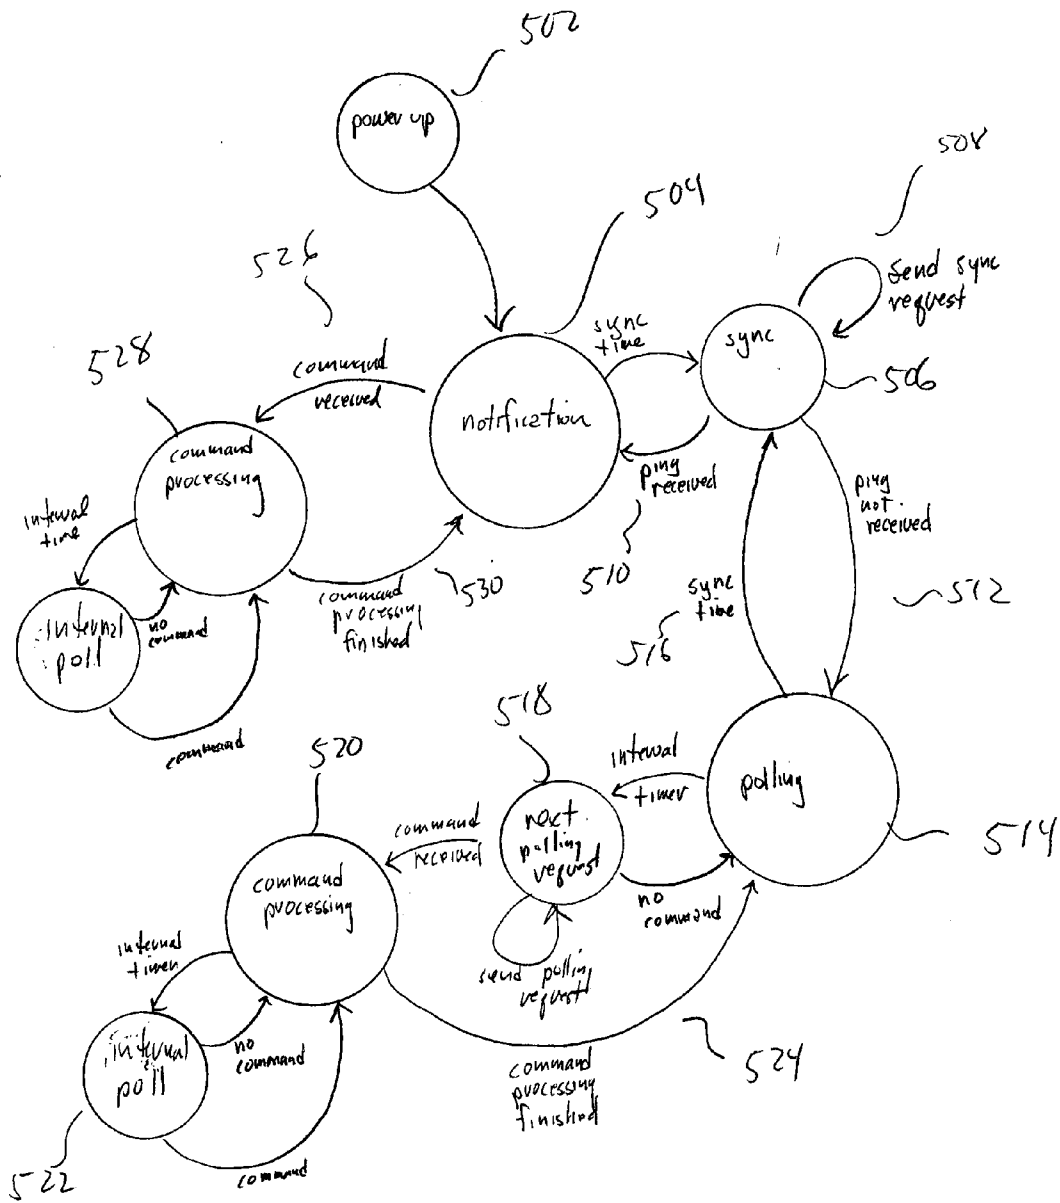 502
power up
508
504
526
send sync
request
sync
time
sync
528
command
received
506
notification
command
processing
ping
received
interval
time
ping
not
received
510
530
512
sync
time
command
processing
finished
no
command
internal
poll
516
518
command
520
interval
timer
polling
next
polling
request
514
command
received
command
processing
no
command
internal
timer
send polling
request
no
command
internal
poll
524
command
processing
finished
522
command